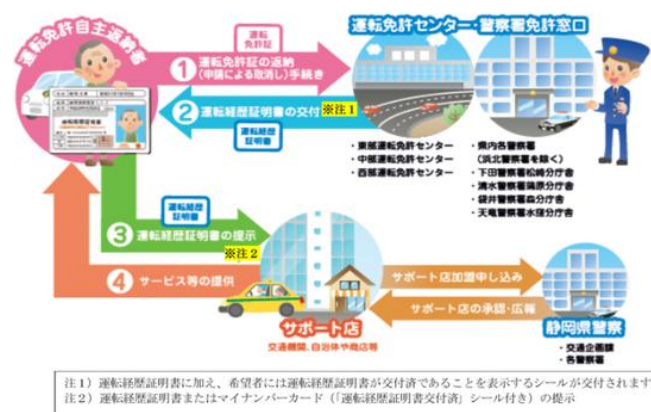 運転免許自主返納者
運転免許証
① 運転免許証の返納
(申請による取消し)手続き
② 運転経歴証明書の交付 ※注1
運転経歴証明書
運転免許センター・警察署免許窓口
・東部運転免許センター
・中部運転免許センター
・西部運転免許センター
・県内各警察署
(浜北警察署を除く)
・下田警察署松崎分庁舎
・清水警察署蒲原分庁舎
・袋井警察署森分庁舎
・天竜警察署水窪分庁舎
運転経歴証明書
③ 運転経歴証明書の提示
※注2
④ サービス等の提供
サポート店
交通機関、自治体や商店等
サポート店加盟申し込み
サポート店の承認・広報
静岡県警察
・交通企画課
・各警察署
注1)運転経歴証明書に加え、希望者には運転経歴証明書が交付済であることを表示するシールが交付されます
注2)運転経歴証明書またはマイナンバーカード(「運転経歴証明書交付済」シール付き)の提示